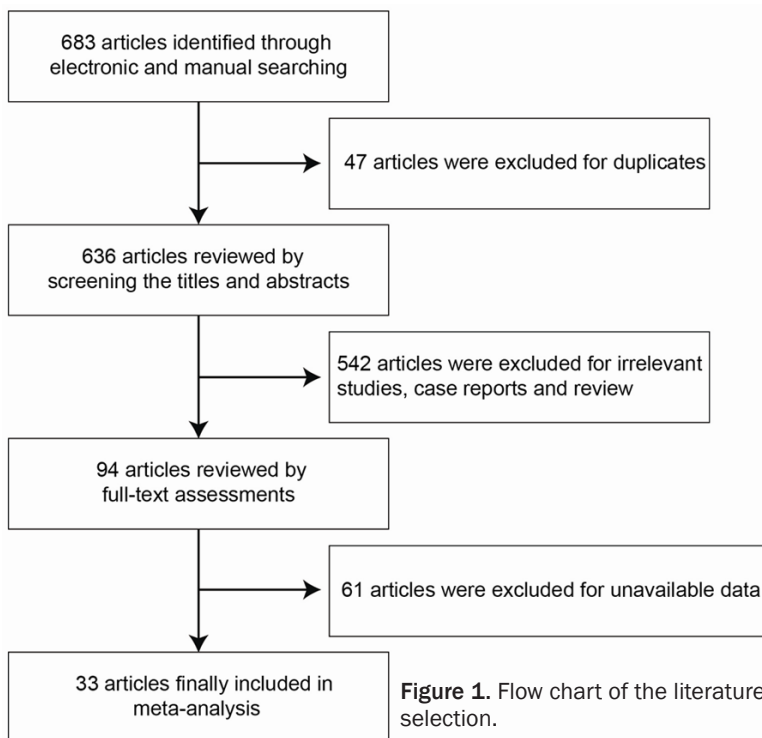 683 articles identified through
electronic and manual searching
47 articles were excluded for duplicates
636 articles reviewed by
screening the titles and abstracts
542 articles were excluded for irrelevant
studies, case reports and review
94 articles reviewed by
full-text assessments
61 articles were excluded for unavailable data
33 articles finally included in
meta-analysis
Figure 1. Flow chart of the literature
selection.